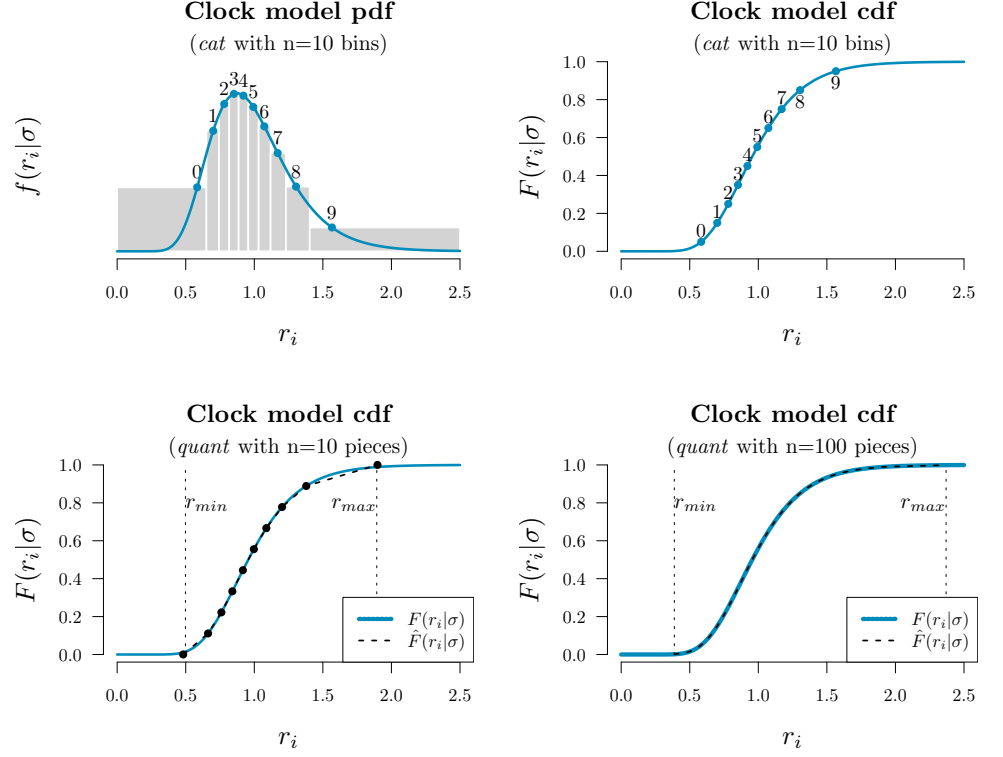 Clock model pdf
(cat with n=10 bins)
f(r_i|σ)
0
1
2
3
4
5
6
7
8
9
0.0 0.5 1.0 1.5 2.0 2.5
r_i
Clock model cdf
(cat with n=10 bins)
F(r_i|σ)
1.0
0.8
0.6
0.4
0.2
0.0
0
1
2
3
4
5
6
7
8
9
0.0 0.5 1.0 1.5 2.0 2.5
r_i
Clock model cdf
(quant with n=10 pieces)
F(r_i|σ)
1.0
0.8
0.6
0.4
0.2
0.0
r_min
r_max
F(r_i|σ)
F̂(r_i|σ)
0.0 0.5 1.0 1.5 2.0 2.5
r_i
Clock model cdf
(quant with n=100 pieces)
F(r_i|σ)
1.0
0.8
0.6
0.4
0.2
0.0
r_min
r_max
F(r_i|σ)
F̂(r_i|σ)
0.0 0.5 1.0 1.5 2.0 2.5
r_i